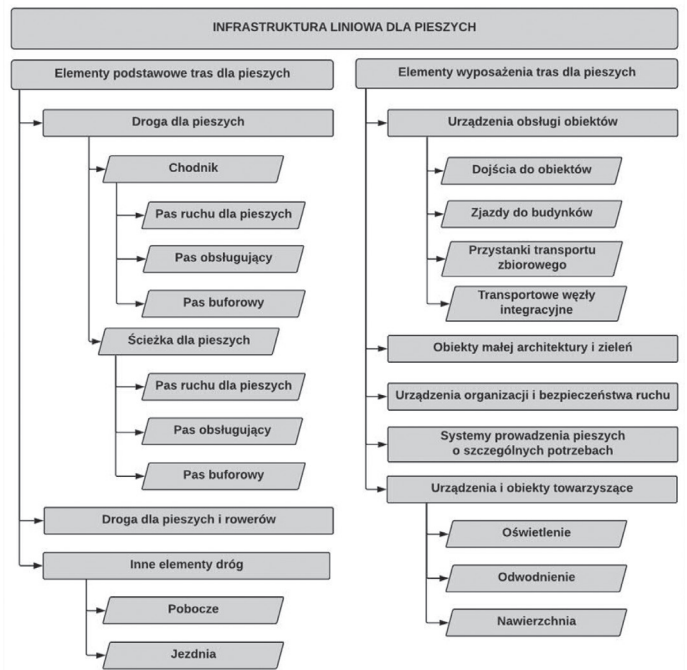 INFRASTRUKTURA LINIOWA DLA PIESZYCH
Elementy podstawowe tras dla pieszych
Droga dla pieszych
Chodnik
Pas ruchu dla pieszych
Pas obsługujący
Pas buforowy
Ścieżka dla pieszych
Pas ruchu dla pieszych
Pas obsługujący
Pas buforowy
Droga dla pieszych i rowerów
Inne elementy dróg
Pobocze
Jezdnia
Elementy wyposażenia tras dla pieszych
Urządzenia obsługi obiektów
Dojścia do obiektów
Zjazdy do budynków
Przystanki transportu
zbiorowego
Transportowe węzły
integracyjne
Obiekty małej architektury i zieleń
Urządzenia organizacji i bezpieczeństwa ruchu
Systemy prowadzenia pieszych
o szczególnych potrzebach
Urządzenia i obiekty towarzyszące
Oświetlenie
Odwodnienie
Nawierzchnia